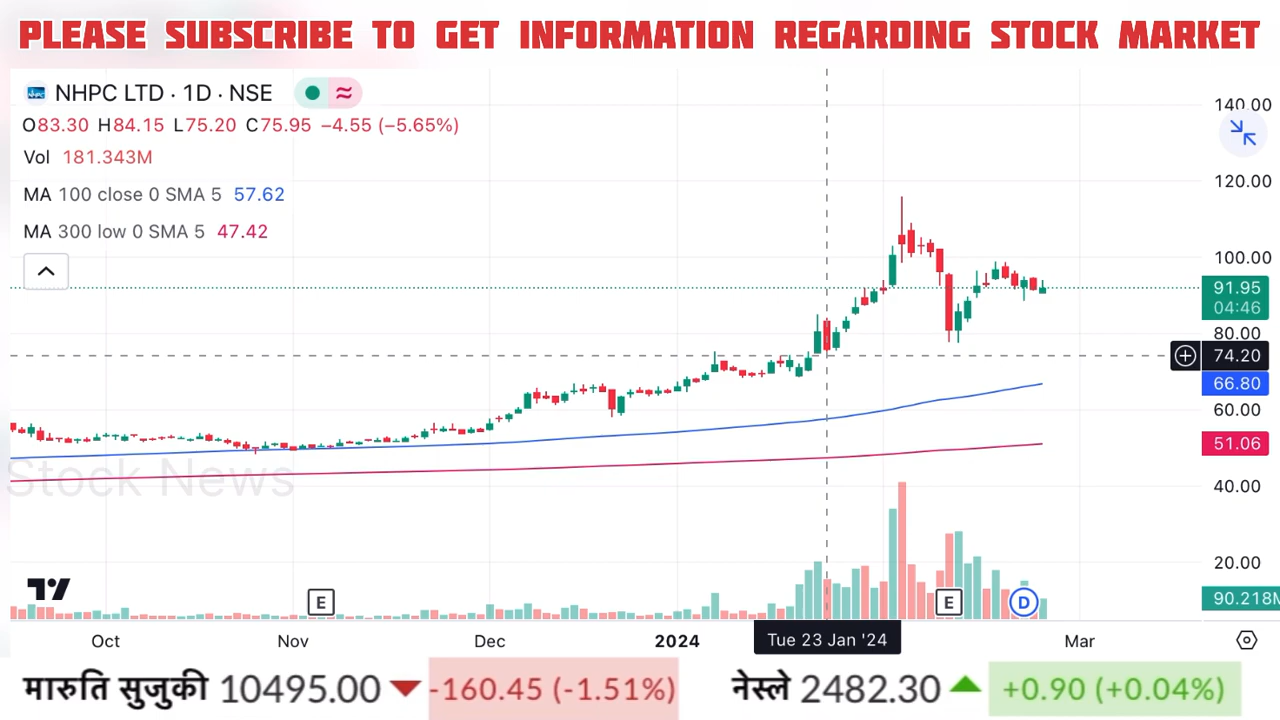 PLEASE SUBSCRIBE TO GET INFORMATION REGARDING STOCK MARKET
NHPC LTD · 1D · NSE
O83.30 H84.15 L75.20 C75.95 −4.55 (−5.65%)
Vol 181.343M
MA 100 close 0 SMA 5 57.62
MA 300 low 0 SMA 5 47.42
140.00
120.00
100.00
91.95
04:46
80.00
74.20
66.80
60.00
51.06
Stock News
40.00
20.00
90.218M
E
E
D
Oct Nov Dec 2024 Tue 23 Jan '24 Mar
मारुति सुजुकी 10495.00 -160.45 (-1.51%) नेस्ले 2482.30 +0.90 (+0.04%)